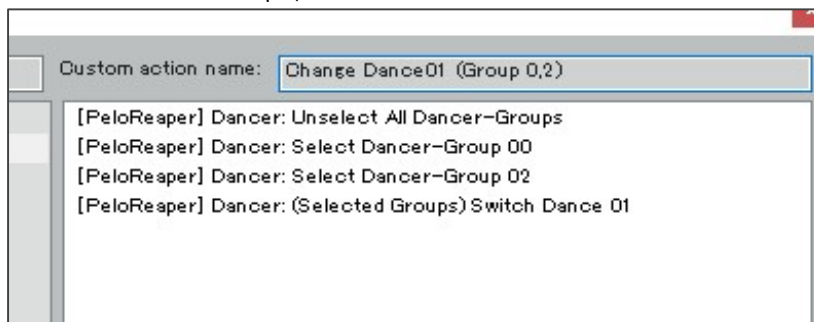 Custom action name: Change Dance01 (Group 0,2)
[PeloReaper] Dancer: Unselect All Dancer-Groups
[PeloReaper] Dancer: Select Dancer-Group 00
[PeloReaper] Dancer: Select Dancer-Group 02
[PeloReaper] Dancer: (Selected Groups) Switch Dance 01